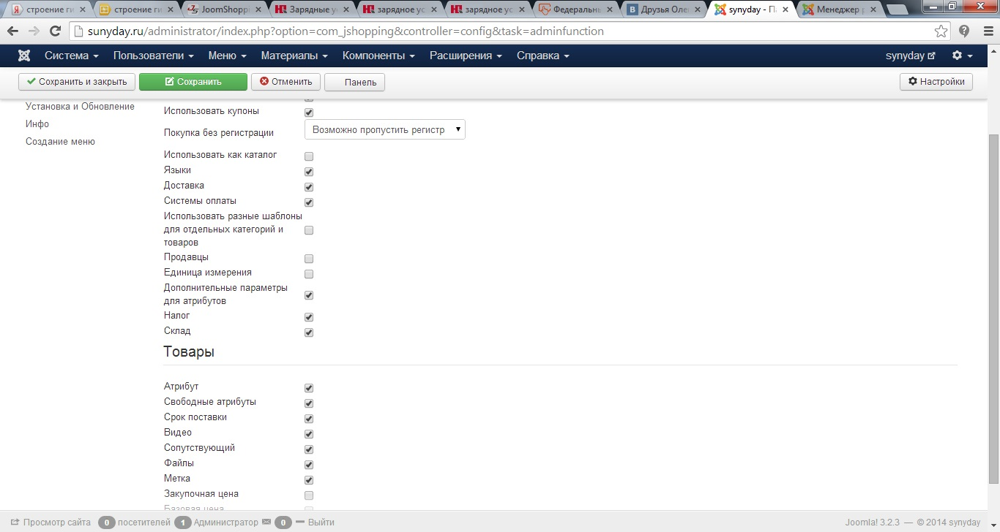 строение ги
строение ги
JoomShoppi
Зарядные у
зарядное ус
зарядное ус
Федеральнь
Друзья Оле
synyday - П
Менеджер р
sunyday.ru/administrator/index.php?option=com_jshopping&controller=config&task=adminfunction
Система Пользователи Меню Материалы Компоненты Расширения Справка synyday
Сохранить и закрыть Сохранить Отменить Панель Настройки
Установка и Обновление
Инфо
Создание меню
Использовать купоны
Покупка без регистрации Возможно пропустить регистр
Использовать как каталог
Языки
Доставка
Системы оплаты
Использовать разные шаблоны
для отдельных категорий и
товаров
Продавцы
Единица измерения
Дополнительные параметры
для атрибутов
Налог
Склад
Товары
Атрибут
Свободные атрибуты
Срок поставки
Видео
Сопутствующий
Файлы
Метка
Закупочная цена
Базовая цена
Просмотр сайта 0 посетителей 1 Администратор 0 Выйти Joomla! 3.2.3 — © 2014 synyday